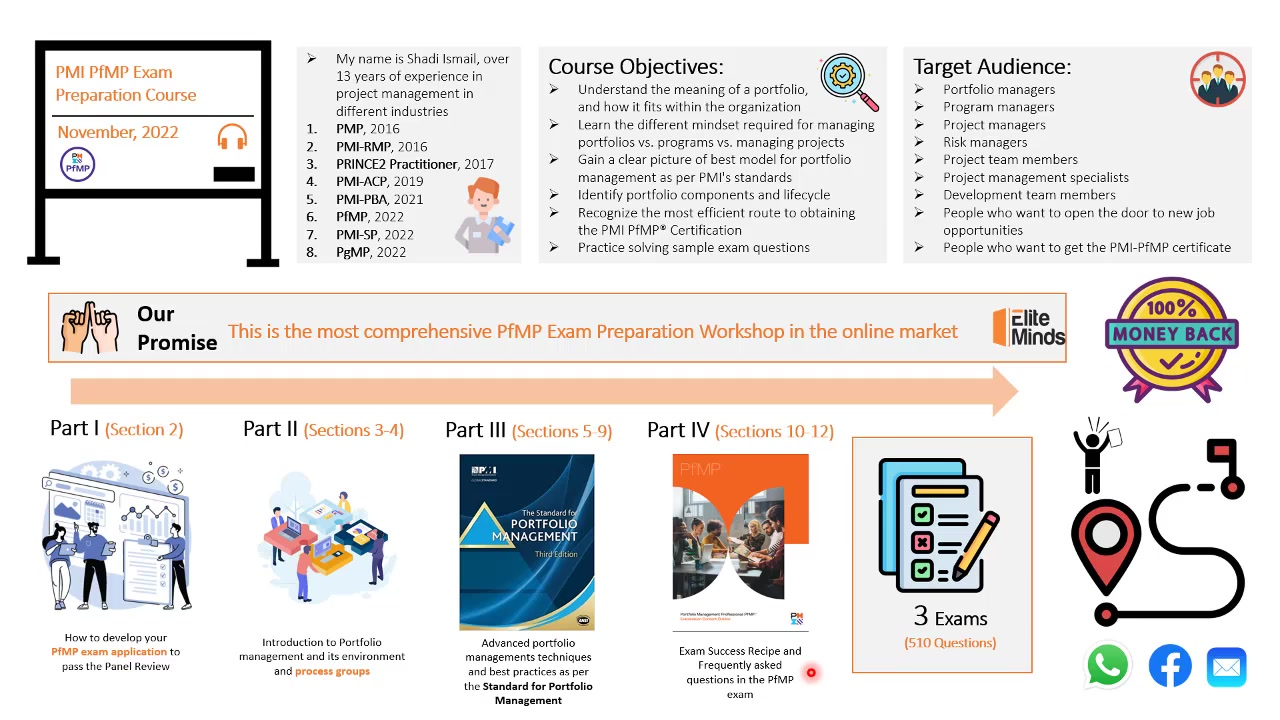 PMI PfMP Exam
Preparation Course
November, 2022
PfMP
My name is Shadi Ismail, over
13 years of experience in
project management in
different industries
1. PMP, 2016
2. PMI-RMP, 2016
3. PRINCE2 Practitioner, 2017
4. PMI-ACP, 2019
5. PMI-PBA, 2021
6. PfMP, 2022
7. PMI-SP, 2022
8. PgMP, 2022
Course Objectives:
Understand the meaning of a portfolio,
and how it fits within the organization
Learn the different mindset required for managing
portfolios vs. programs vs. managing projects
Gain a clear picture of best model for portfolio
management as per PMI's standards
Identify portfolio components and lifecycle
Recognize the most efficient route to obtaining
the PMI PfMP® Certification
Practice solving sample exam questions
Target Audience:
Portfolio managers
Program managers
Project managers
Risk managers
Project team members
Project management specialists
Development team members
People who want to open the door to new job
opportunities
People who want to get the PMI-PfMP certificate
Our
Promise
This is the most comprehensive PfMP Exam Preparation Workshop in the online market
Elite
Minds
100%
MONEY BACK
Part I (Section 2)
Part II (Sections 3-4)
Part III (Sections 5-9)
Part IV (Sections 10-12)
PMI
The Standard for
PORTFOLIO
MANAGEMENT
Third Edition
PfMP
Portfolio Management Professional (PfMP)®
Examination Content Outline
How to develop your
PfMP exam application to
pass the Panel Review
Introduction to Portfolio
management and its environment
and process groups
Advanced portfolio
managements techniques
and best practices as per
the Standard for Portfolio
Management
Exam Success Recipe and
Frequently asked
questions in the PfMP
exam
3 Exams
(510 Questions)